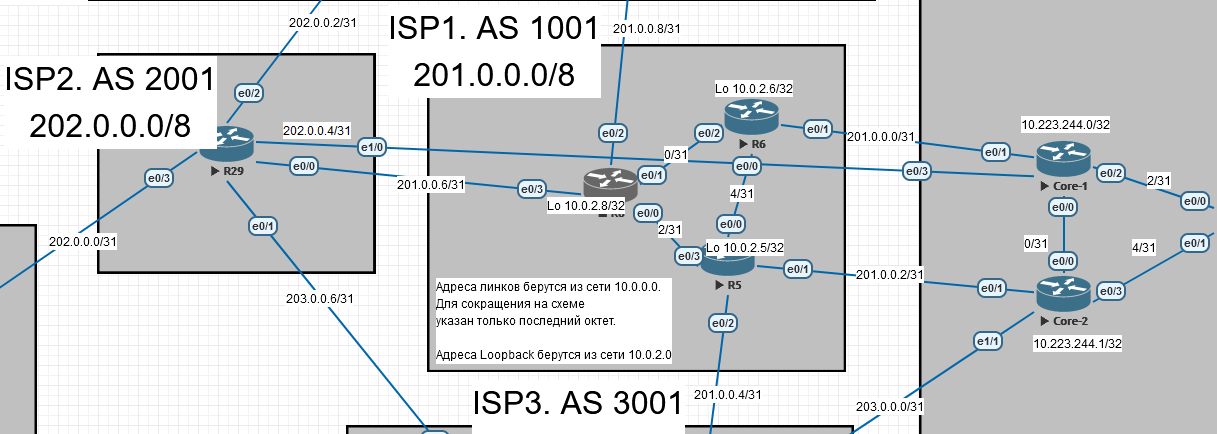 202.0.0.2/31
ISP1. AS 1001
201.0.0.0/8
201.0.0.8/31
ISP2. AS 2001
202.0.0.0/8
e0/2
202.0.0.4/31
e1/0
R29
e0/0
e0/3
e0/1
201.0.0.6/31
e0/3
202.0.0.0/31
203.0.0.6/31
e0/2
Lo 10.0.2.6/32
e0/2
e0/1
R6
0/31
e0/1
e0/0
Lo 10.0.2.8/32
e0/0
4/31
2/31
e0/0
e0/3
Lo 10.0.2.5/32
R5
e0/1
e0/2
201.0.0.0/31
10.223.244.0/32
e0/1
e0/3
Core-1
e0/2
2/31
e0/0
e0/0
0/31
4/31
e0/1
e0/0
201.0.0.2/31
e0/1
e0/3
Core-2
e1/1
10.223.244.1/32
203.0.0.0/31
Адреса линков берутся из сети 10.0.0.0.
Для сокращения на схеме
указан только последний октет.
Адреса Loopback берутся из сети 10.0.2.0
201.0.0.4/31
ISP3. AS 3001